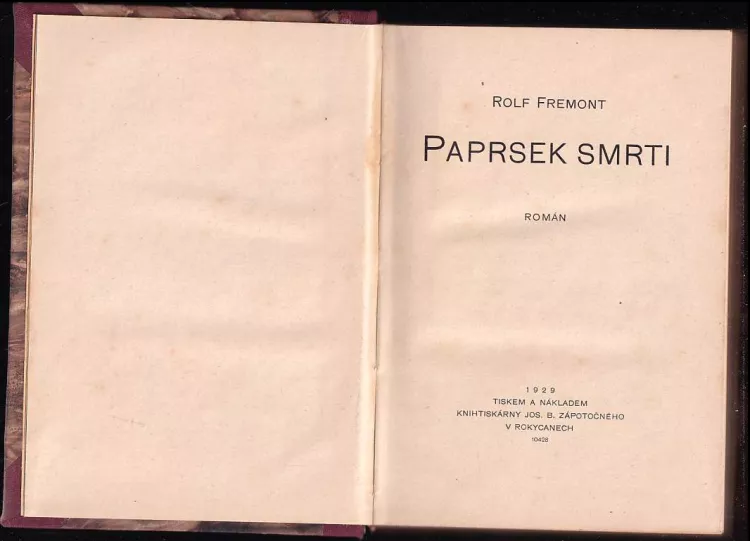 ROLF FREMONT
PAPRSEK SMRTI
ROMÁN
1929
TISKEM A NÁKLADEM
KNIHTISKÁRNY JOS. B. ZÁPOTOČNÉHO
V ROKYCANECH
10428